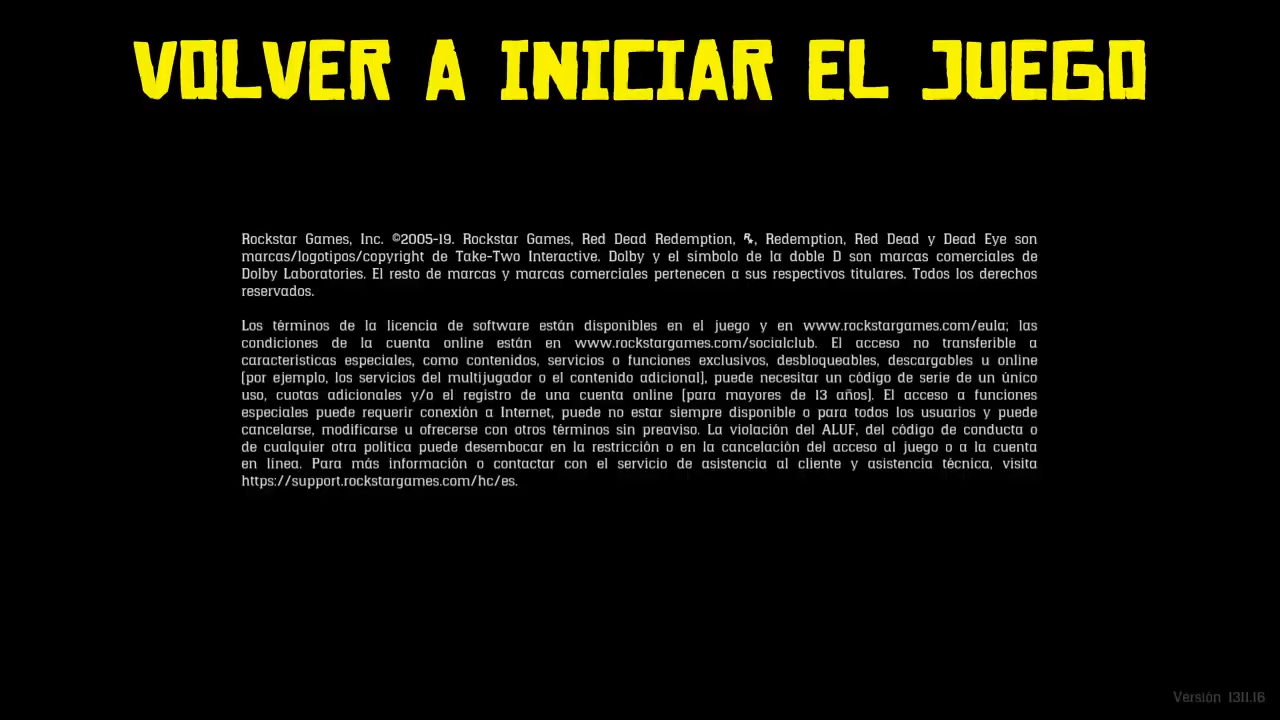 VOLVER A INICIAR EL JUEGO
Rockstar Games, Inc. ©2005-19. Rockstar Games, Red Dead Redemption, R★, Redemption, Red Dead y Dead Eye son
marcas/logotipos/copyright de Take-Two Interactive. Dolby y el símbolo de la doble D son marcas comerciales de
Dolby Laboratories. El resto de marcas y marcas comerciales pertenecen a sus respectivos titulares. Todos los derechos
reservados.
Los términos de la licencia de software están disponibles en el juego y en www.rockstargames.com/eula; las
condiciones de la cuenta online están en www.rockstargames.com/socialclub. El acceso no transferible a
características especiales, como contenidos, servicios o funciones exclusivos, desbloqueables, descargables u online
(por ejemplo, los servicios del multijugador o el contenido adicional), puede necesitar un código de serie de un único
uso, cuotas adicionales y/o el registro de una cuenta online (para mayores de 13 años). El acceso a funciones
especiales puede requerir conexión a Internet, puede no estar siempre disponible o para todos los usuarios y puede
cancelarse, modificarse u ofrecerse con otros términos sin preaviso. La violación del ALUF, del código de conducta o
de cualquier otra política puede desembocar en la restricción o en la cancelación del acceso al juego o a la cuenta
en línea. Para más información o contactar con el servicio de asistencia al cliente y asistencia técnica, visita
https://support.rockstargames.com/hc/es.
Versión 1311.16